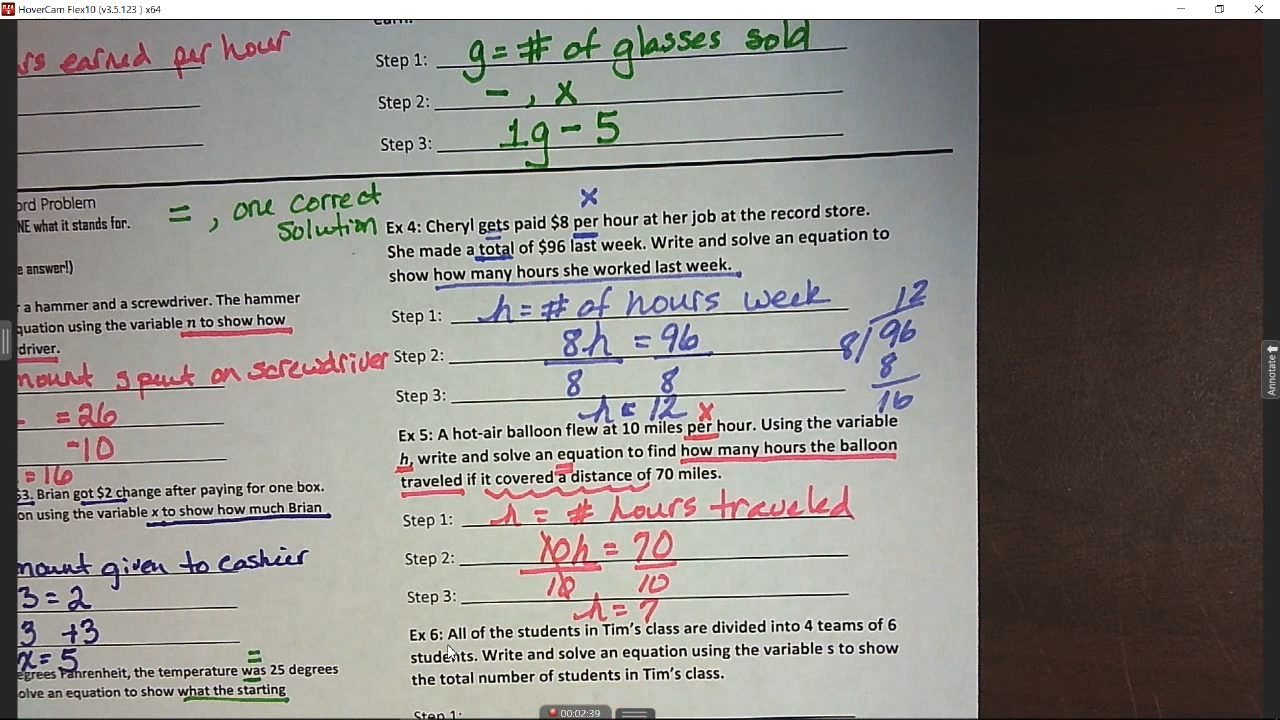 HoverCam Flex10 (v3.5.123 ) x64
earn.
Step 1: g = # of glasses sold
Step 2: - , x
Step 3: 1g - 5
rs earned per hour
ord Problem
NE what it stands for.
= , one correct
solution
e answer!)
r a hammer and a screwdriver. The hammer
quation using the variable n to show how
driver.
mount spent on screwdriver
= 26
-10
= 16
$3. Brian got $2 change after paying for one box.
on using the variable x to show how much Brian
mount given to cashier
3 = 2
3 +3
x = 5
=
egrees Fahrenheit, the temperature was 25 degrees
olve an equation to show what the starting
x
Ex 4: Cheryl gets paid $8 per hour at her job at the record store.
She made a total of $96 last week. Write and solve an equation to
show how many hours she worked last week.
Step 1: h = # of hours week
Step 2: 8h = 96
8 8
Step 3:
h = 12
12
8/96
8
16
x
Ex 5: A hot-air balloon flew at 10 miles per hour. Using the variable
h, write and solve an equation to find how many hours the balloon
=
traveled if it covered a distance of 70 miles.
Step 1: h = # hours traveled
Step 2: 10h = 70
10 10
Step 3:
h = 7
Ex 6: All of the students in Tim's class are divided into 4 teams of 6
students. Write and solve an equation using the variable s to show
the total number of students in Tim's class.
Step 1:
Annotate
00:02:39